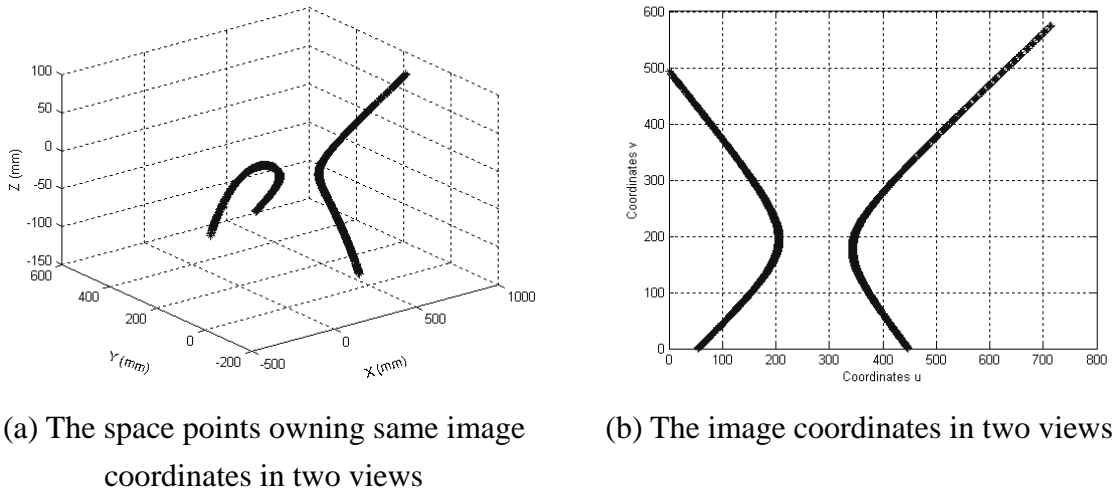 100
50
0
-50
-100
-150
Z (mm)
600
400
200
0
-200
Y (mm)
-500
0
500
1000
X (mm)
600
500
400
300
200
100
0
Coordinates v
0 100 200 300 400 500 600 700 800
Coordinates u
(a) The space points owning same image
coordinates in two views
(b) The image coordinates in two views